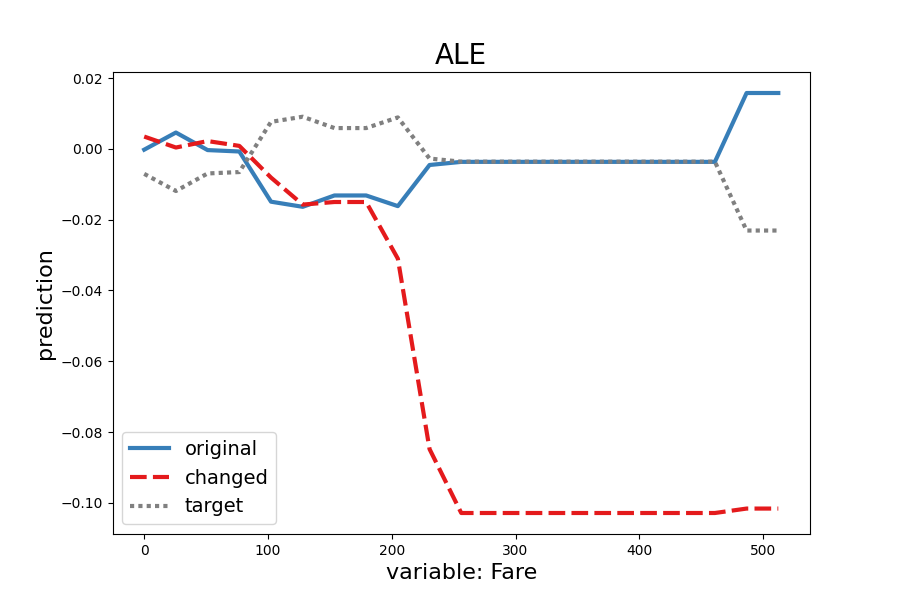 ALE
prediction
0.02
0.00
−0.02
−0.04
−0.06
−0.08
−0.10
original
changed
target
0
100
200
300
400
500
variable: Fare